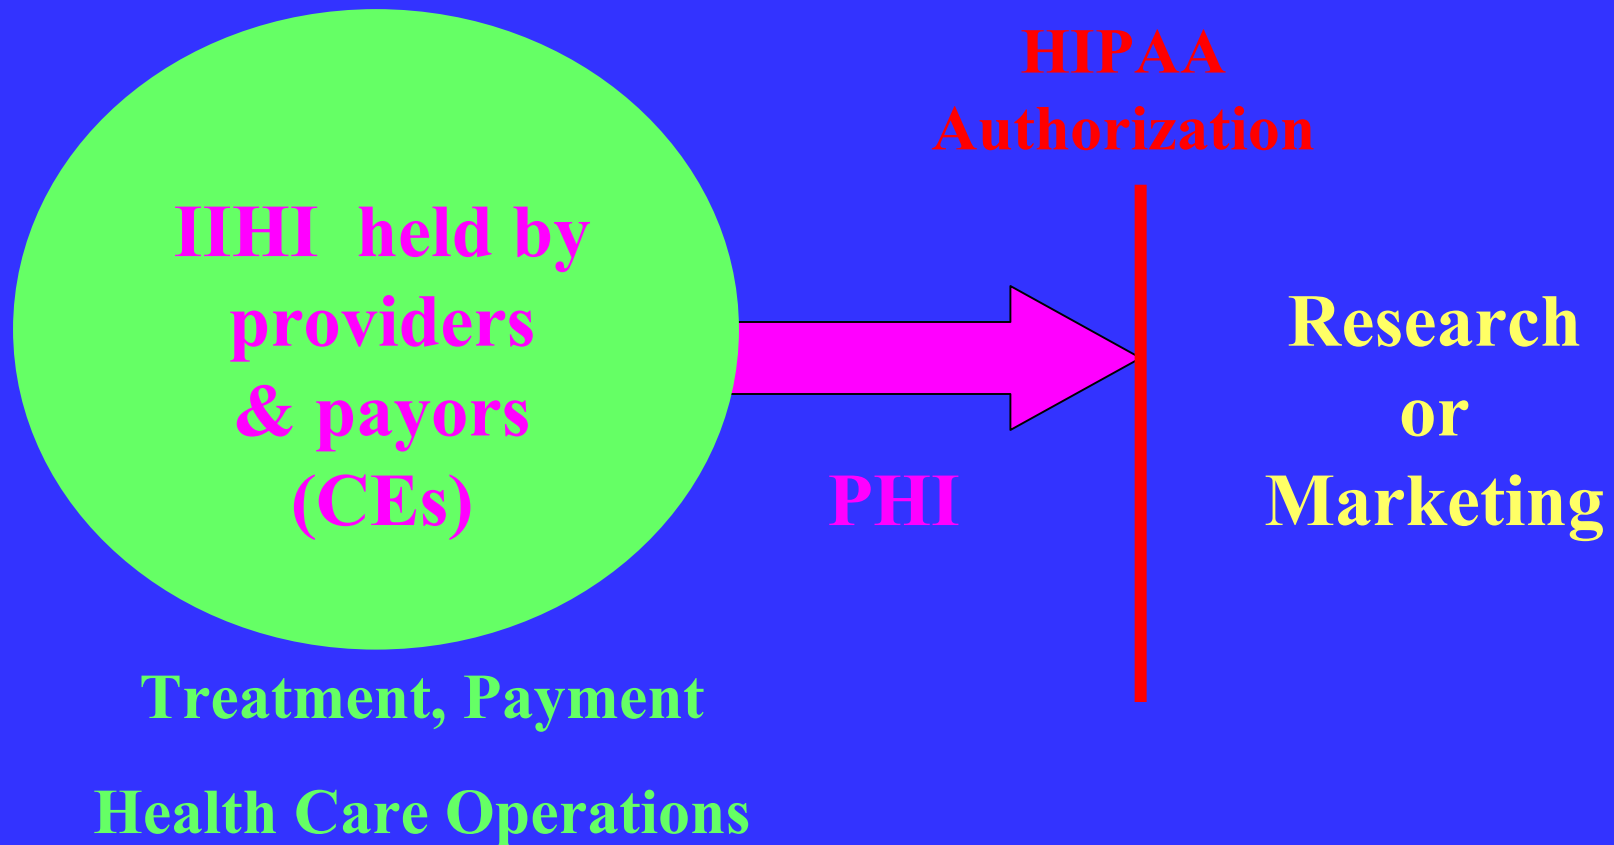 HIPAA
Authorization
IIHI held by
providers
& payors
(CEs)
PHI
Research
or
Marketing
Treatment, Payment
Health Care Operations